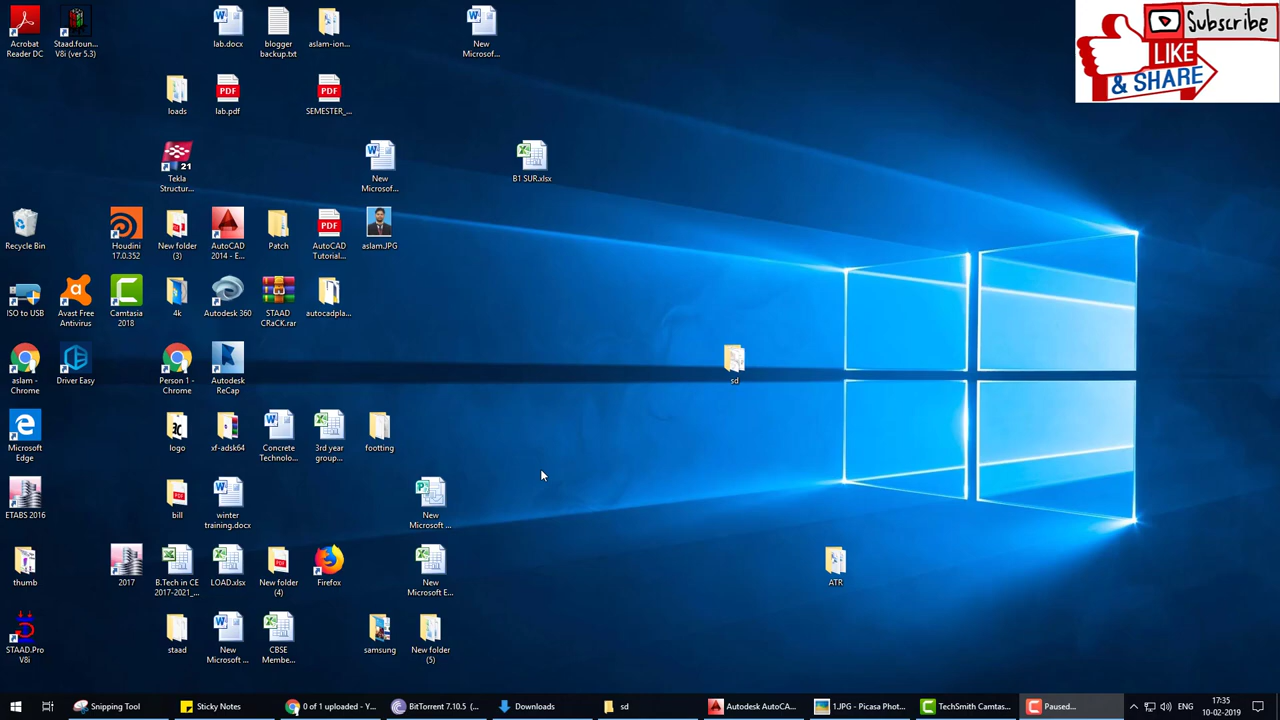 Acrobat
Reader DC
Staad.foun...
V8i (ver 5.3)
lab.docx
blogger
backup.txt
aslam-ion...
New
Microsof...
Subscribe
LIKE
& SHARE
loads
PDF
lab.pdf
PDF
SEMESTER_...
21
Tekla
Structur...
New
Microsof...
B1 SUR.xlsx
Recycle Bin
Houdini
17.0.352
New folder
(3)
AutoCAD
2014 - E...
Patch
PDF
AutoCAD
Tutorial...
aslam.JPG
ISO to USB
Avast Free
Antivirus
Camtasia
2018
4k
Autodesk 360
STAAD
CRaCK.rar
autocadpla...
aslam -
Chrome
Driver Easy
Person 1 -
Chrome
Autodesk
ReCap
sd
Microsoft
Edge
logo
xf-adsk64
Concrete
Technolo...
3rd year
group...
footting
ETABS 2016
bill
winter
training.docx
New
Microsoft ...
thumb
2017
B.Tech in CE
2017-2021_...
LOAD.xlsx
New folder
(4)
Firefox
New
Microsoft E...
ATR
STAAD.Pro
V8i
staad
New
Microsoft ...
CBSE
Membe...
samsung
New folder
(5)
Snipping Tool
Sticky Notes
0 of 1 uploaded - Y...
BitTorrent 7.10.5 (...
Downloads
sd
Autodesk AutoCA...
1.JPG - Picasa Phot...
TechSmith Camtas...
Paused...
ENG
17:35
10-02-2019